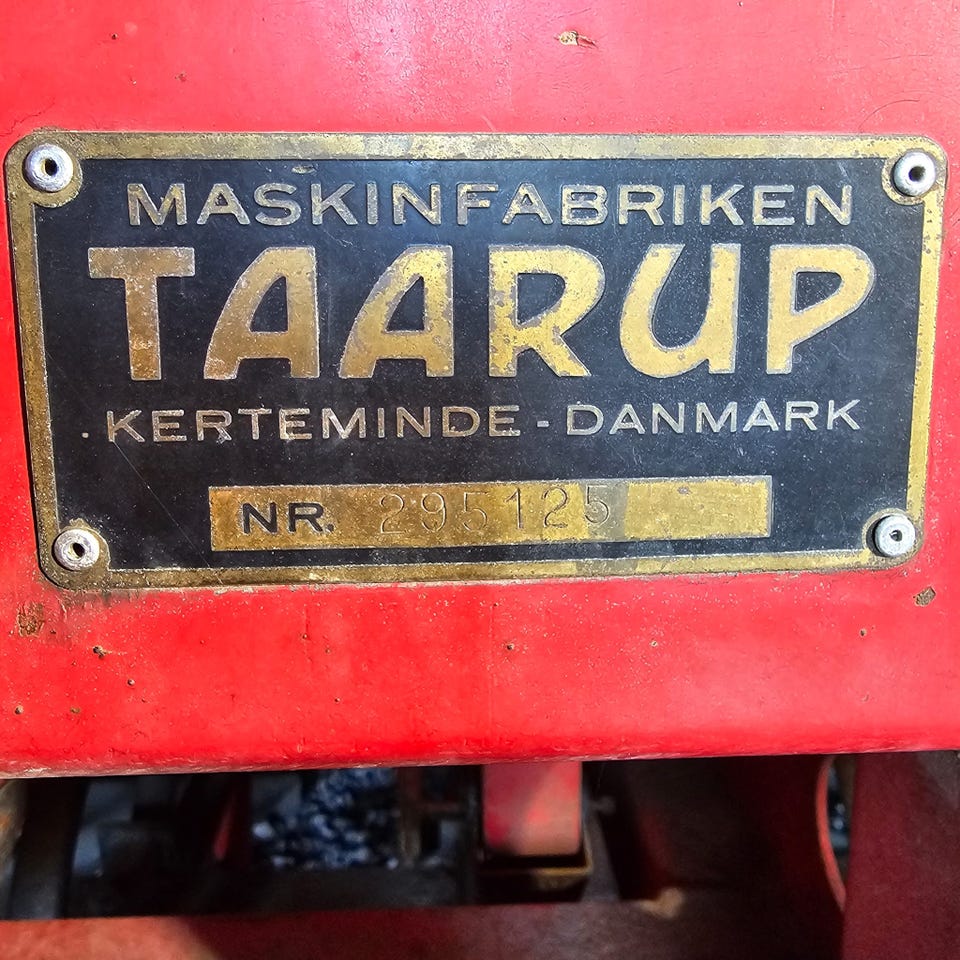 MASKINFABRIKEN
TAARUP
KERTEMINDE - DANMARK
NR. 295125